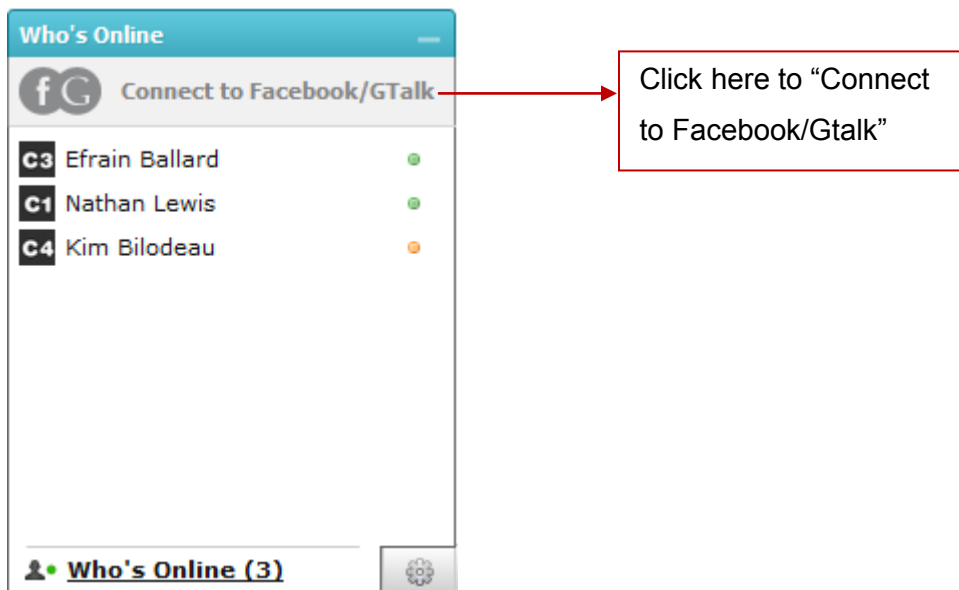 Who's Online
f G Connect to Facebook/GTalk
Click here to “Connect
to Facebook/Gtalk”
C3 Efrain Ballard
C1 Nathan Lewis
C4 Kim Bilodeau
Who's Online (3)